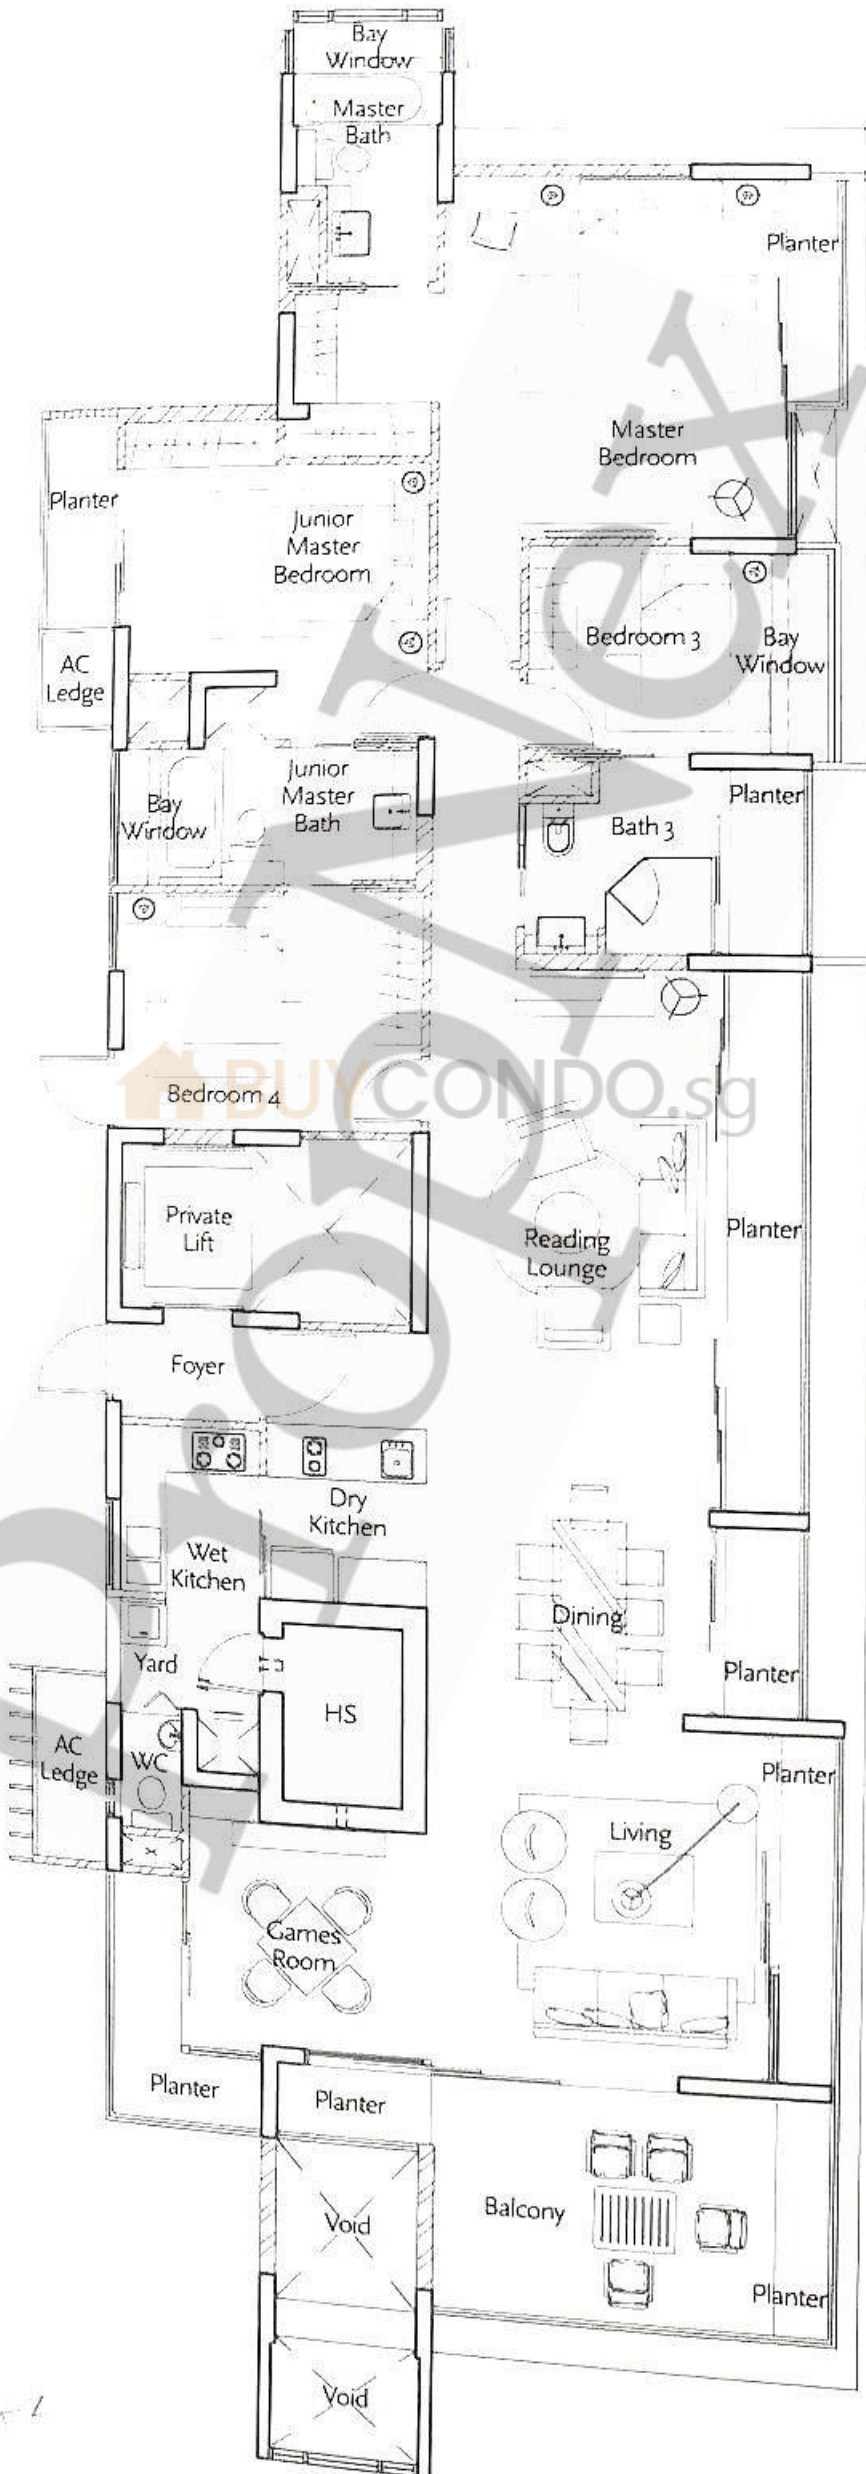 Bay
Window
Master
Bath
Planter
Master
Bedroom
Planter
Junior
Master
Bedroom
Bedroom 3
Bay
Window
AC
Ledge
Junior
Master
Bath
Bay
Window
Planter
Bath 3
BUYCONDO.sg
Bedroom 4
Private
Lift
Reading
Lounge
Planter
Foyer
Dry
Kitchen
Wet
Kitchen
Dining
Yard
Planter
HS
AC
Ledge
WC
Planter
Living
Games
Room
Planter
Planter
Balcony
Void
Planter
Void
PropNex